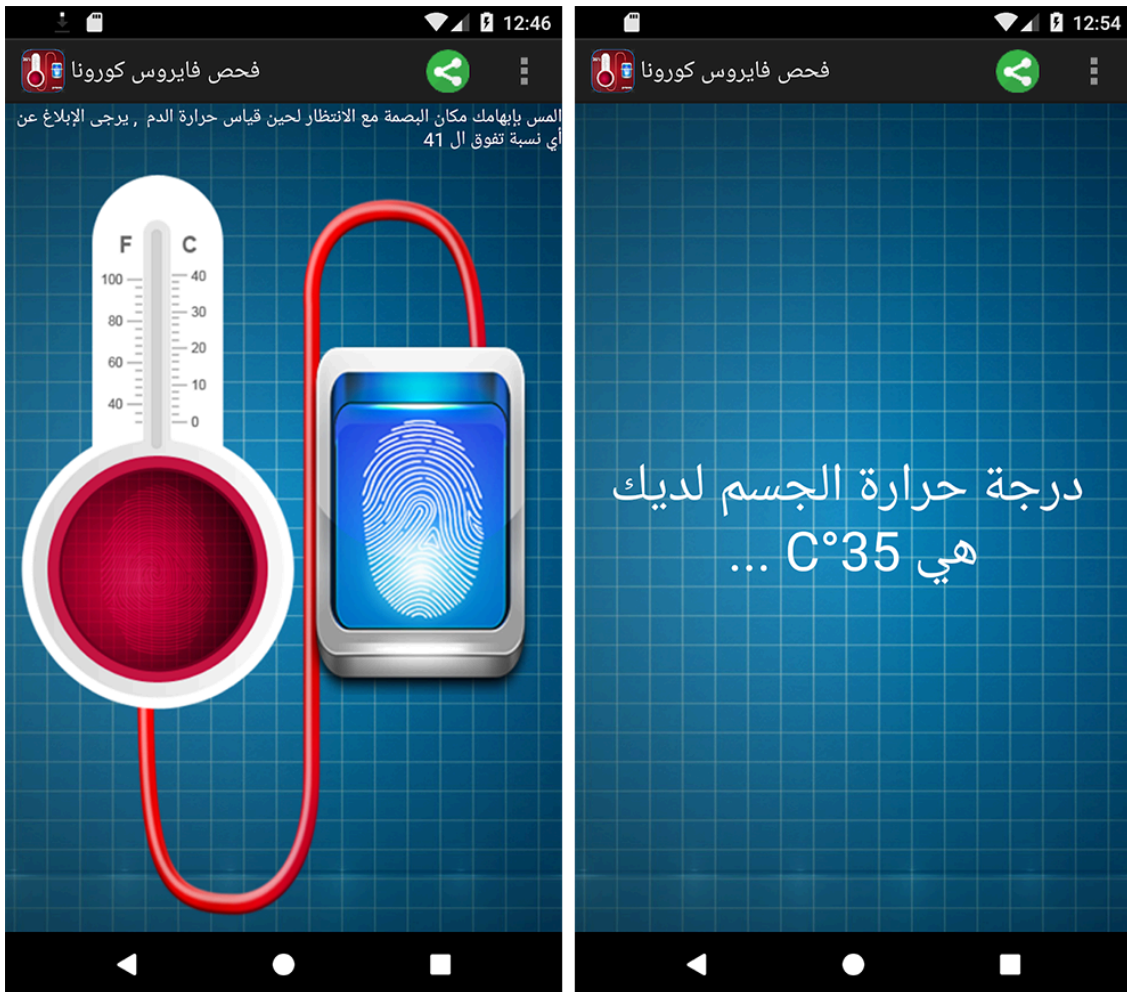 12:46
فحص فايروس كورونا
المس بإبهامك مكان البصمة مع الانتظار لحين قياس حرارة الدم , يرجى الإبلاغ عن
أي نسبة تفوق ال 41
F C
100 40
80 30
60 20
40 10
0
12:54
فحص فايروس كورونا
درجة حرارة الجسم لديك
هي 35°C ...